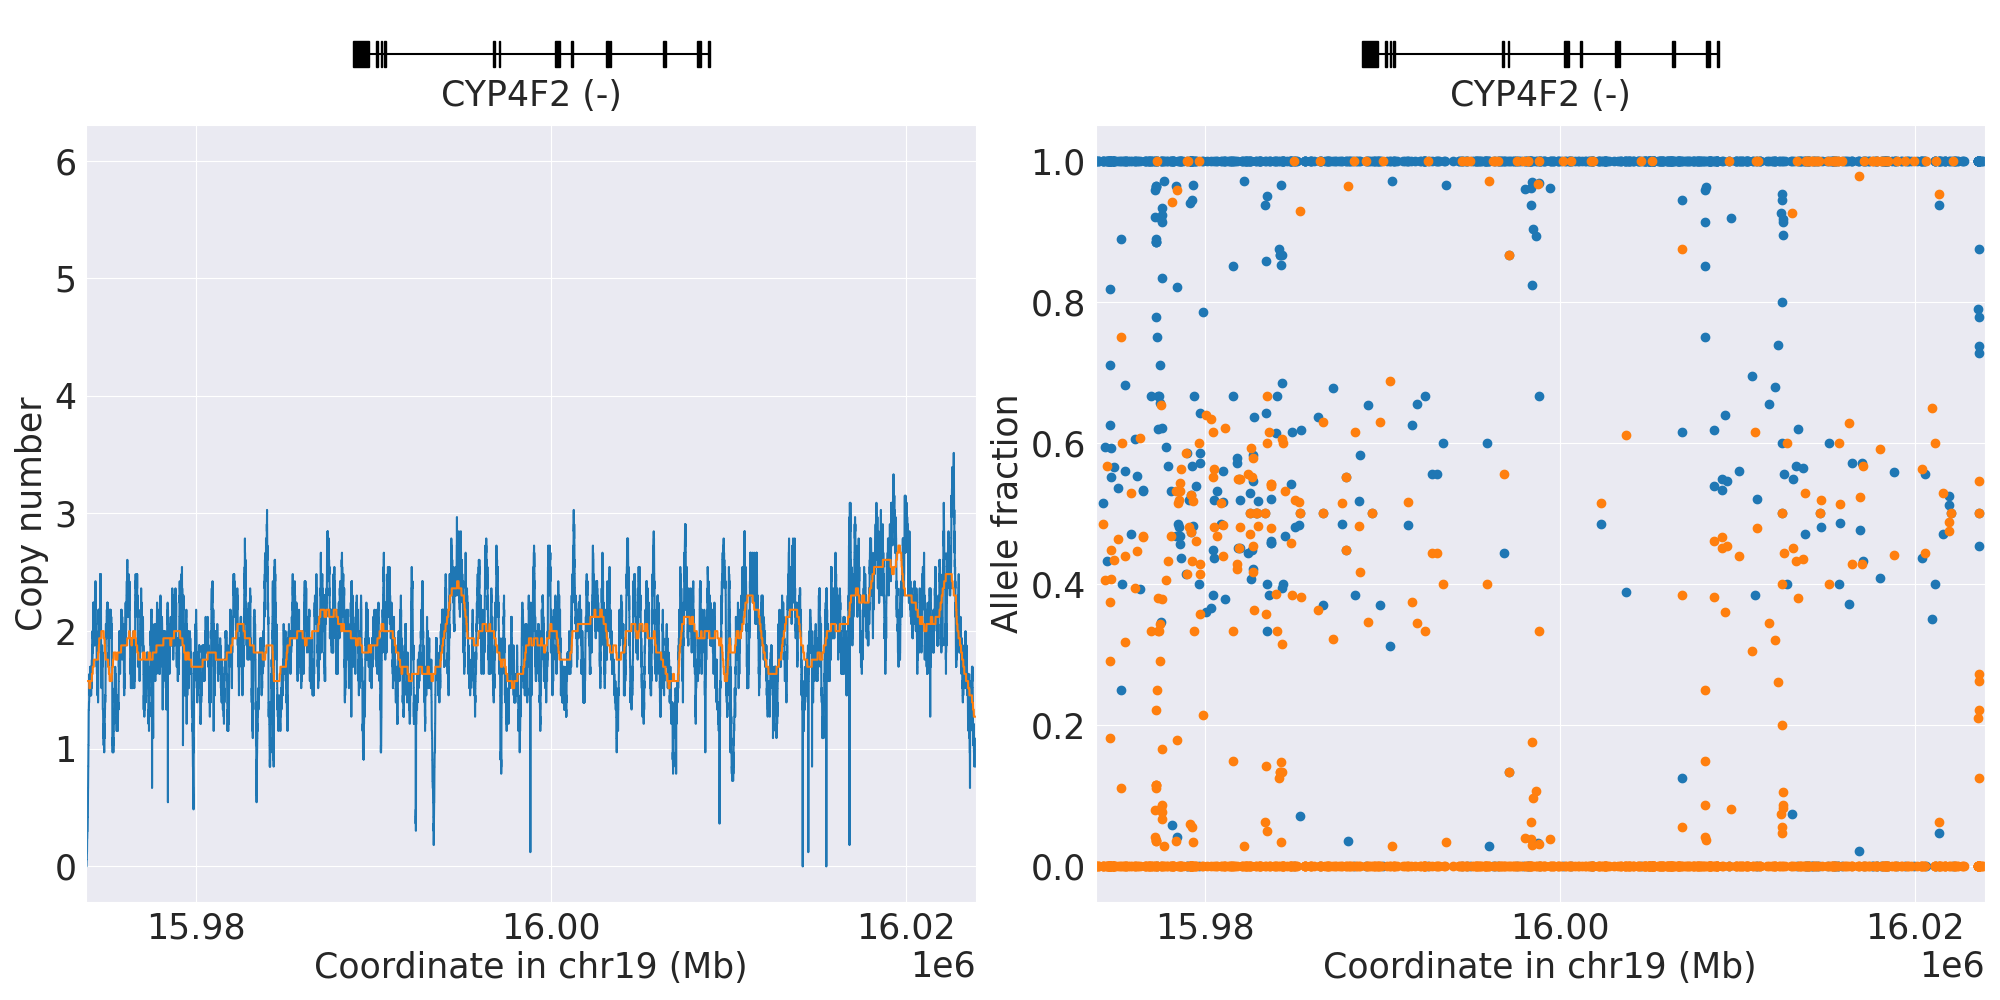 CYP4F2 (-)
6
5
4
3
2
1
0
Copy number
15.98
16.00
16.02
Coordinate in chr19 (Mb)
1e6
CYP4F2 (-)
1.0
0.8
0.6
0.4
0.2
0.0
Allele fraction
15.98
16.00
16.02
Coordinate in chr19 (Mb)
1e6